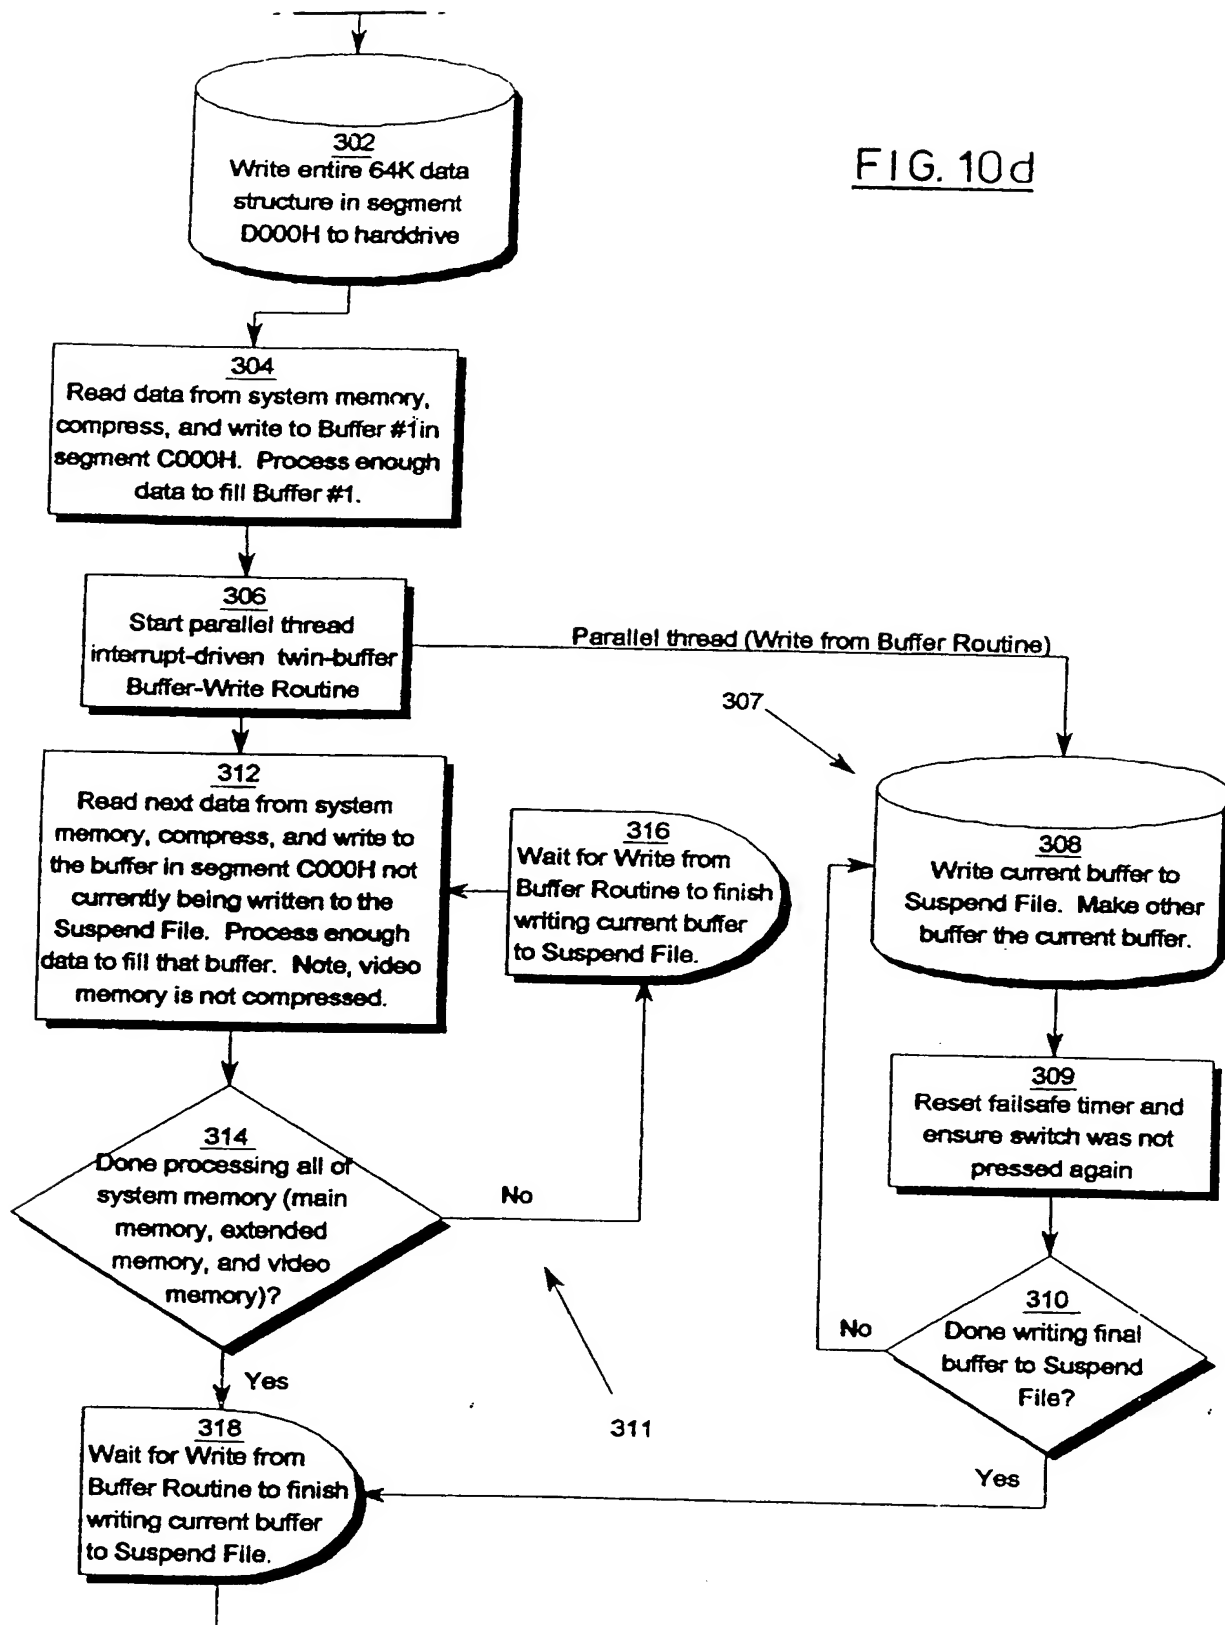 FIG. 10d
302
Write entire 64K data
structure in segment
D000H to harddrive
304
Read data from system memory,
compress, and write to Buffer #1in
segment C000H. Process enough
data to fill Buffer #1.
306
Start parallel thread
interrupt-driven twin-buffer
Buffer-Write Routine
Parallel thread (Write from Buffer Routine)
307
312
Read next data from system
memory, compress, and write to
the buffer in segment C000H not
currently being written to the
Suspend File. Process enough
data to fill that buffer. Note, video
memory is not compressed.
316
Wait for Write from
Buffer Routine to finish
writing current buffer
to Suspend File.
308
Write current buffer to
Suspend File. Make other
buffer the current buffer.
309
Reset failsafe timer and
ensure switch was not
pressed again
314
Done processing all of
system memory (main
memory, extended
memory, and video
memory)?
No
310
Done writing final
buffer to Suspend
File?
No
Yes
311
318
Wait for Write from
Buffer Routine to finish
writing current buffer
to Suspend File.
Yes